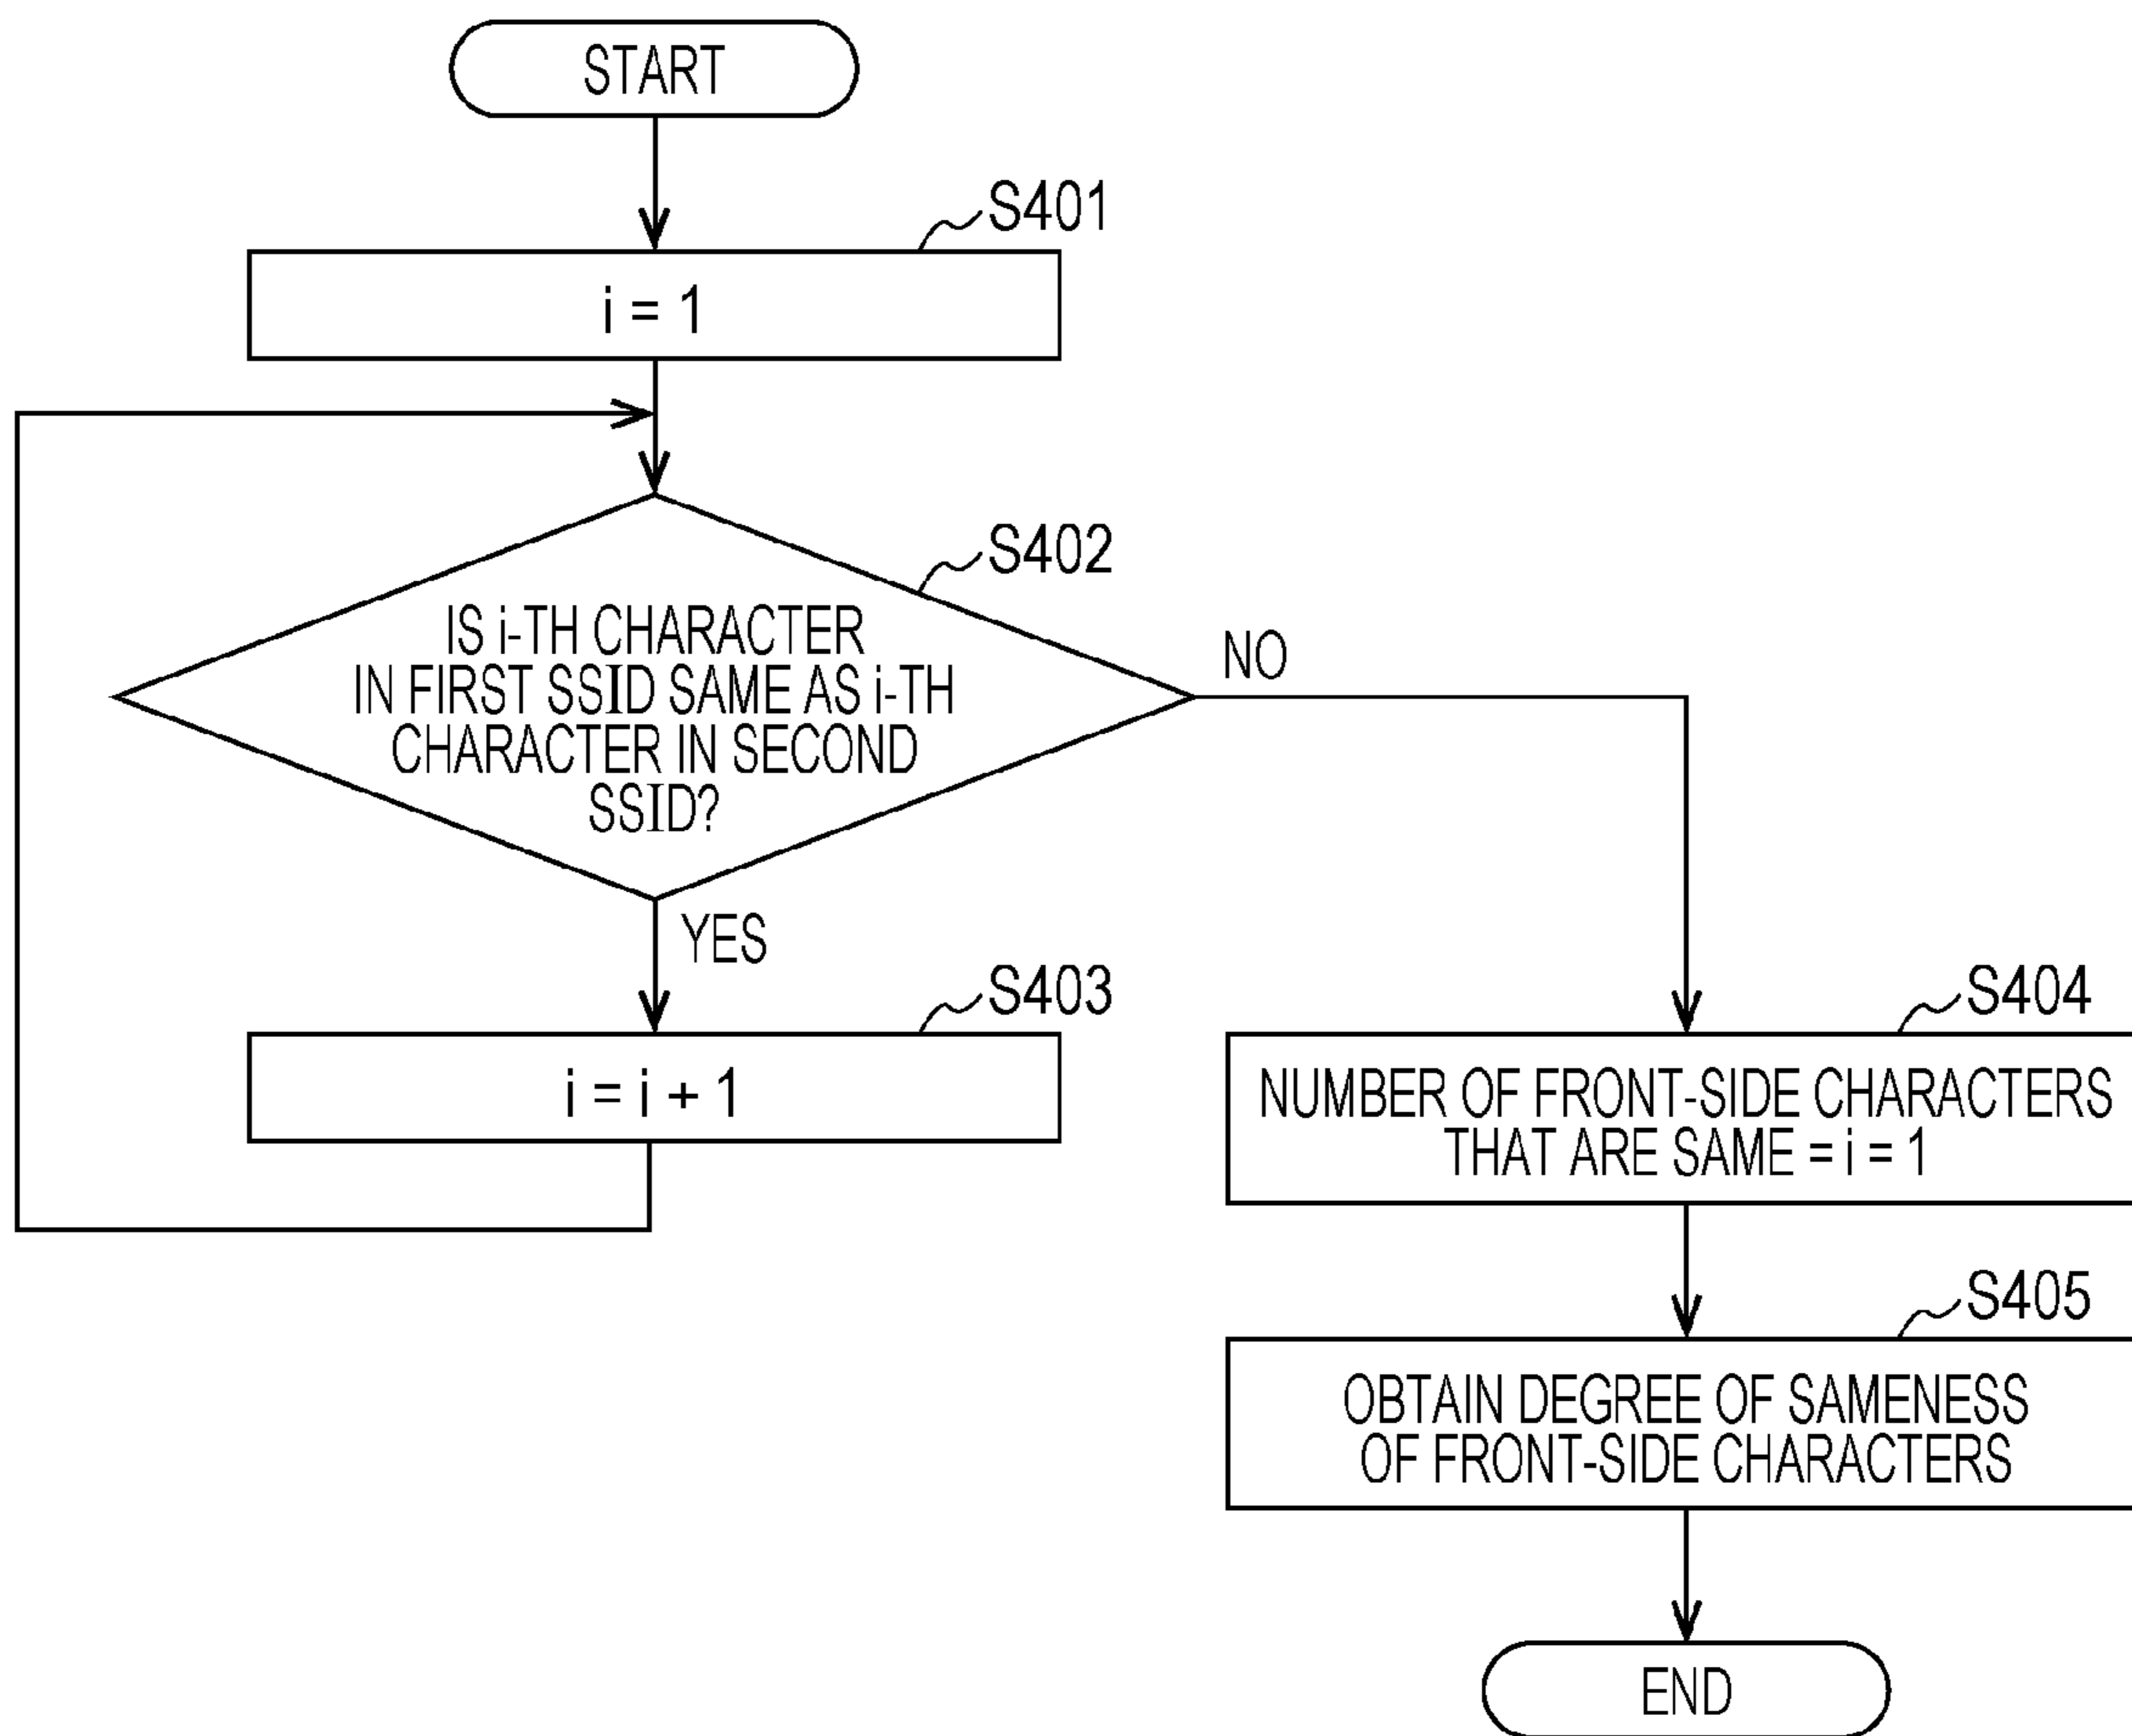 START
S401
i = 1
S402
IS i-TH CHARACTER
IN FIRST SSID SAME AS i-TH
CHARACTER IN SECOND
SSID?
NO
YES
S403
i = i + 1
S404
NUMBER OF FRONT-SIDE CHARACTERS
THAT ARE SAME = i = 1
S405
OBTAIN DEGREE OF SAMENESS
OF FRONT-SIDE CHARACTERS
END